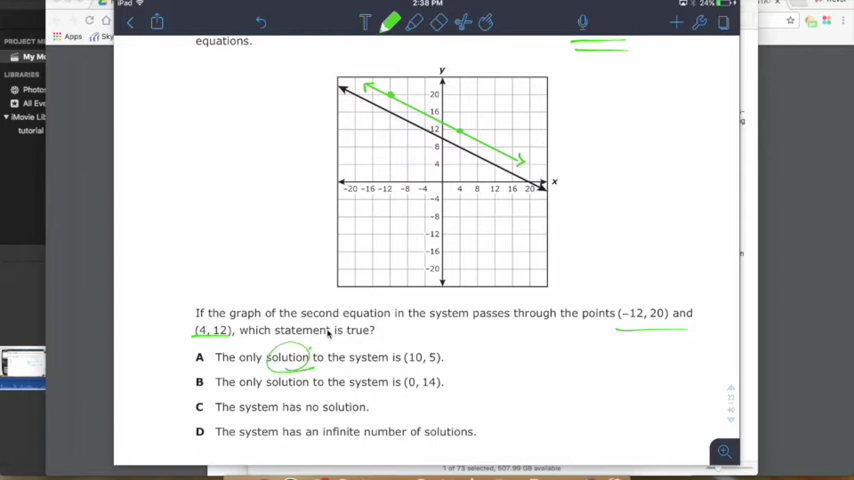 iPad
2:38 PM
24%
Apps
PROJECT ME
My Mo
LIBRARIES
Photos
All Eve
iMovie Lib
tutorial
T
equations.
y
20
16
12
8
4
x
−20 −16 −12 −8 −4 4 8 12 16 20
−4
−8
−12
−16
−20
If the graph of the second equation in the system passes through the points (−12, 20) and
(4, 12), which statement is true?
A The only solution to the system is (10, 5).
B The only solution to the system is (0, 14).
C The system has no solution.
D The system has an infinite number of solutions.
1 of 73 selected, 507.99 GB available